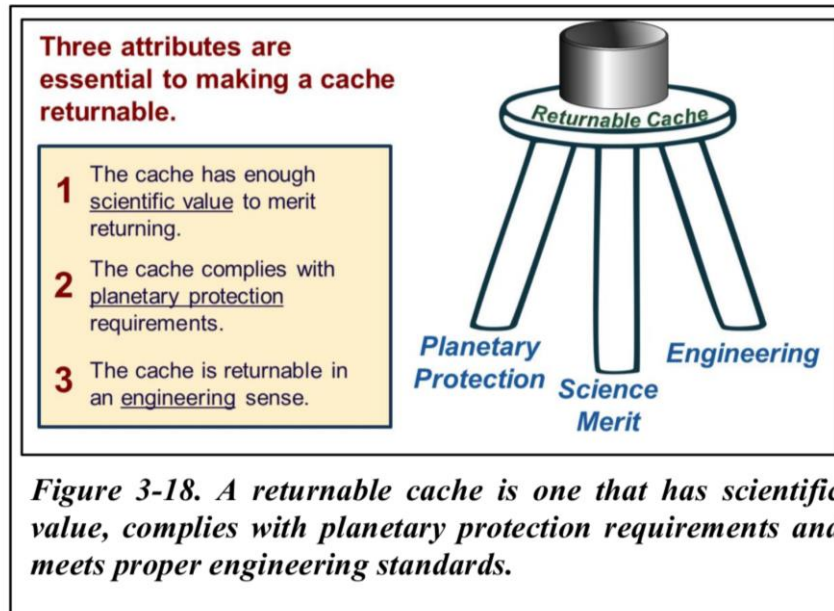 Three attributes are
essential to making a cache
returnable.
1 The cache has enough
scientific value to merit
returning.
2 The cache complies with
planetary protection
requirements.
3 The cache is returnable in
an engineering sense.
Returnable Cache
Planetary
Protection
Science
Merit
Engineering
Figure 3-18. A returnable cache is one that has scientific
value, complies with planetary protection requirements and
meets proper engineering standards.